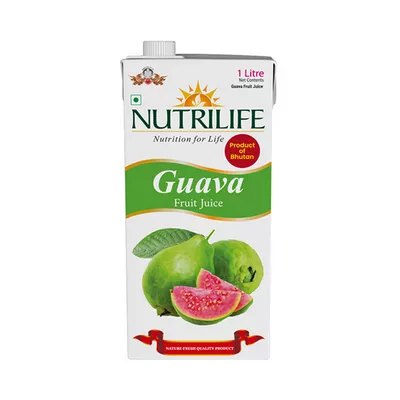 1 Litre
Net Contents
Guava Fruit Juice
NUTRILIFE
Nutrition for Life
Product
of
Bhutan
Guava
Fruit Juice
NATURE FRESH QUALITY PRODUCT